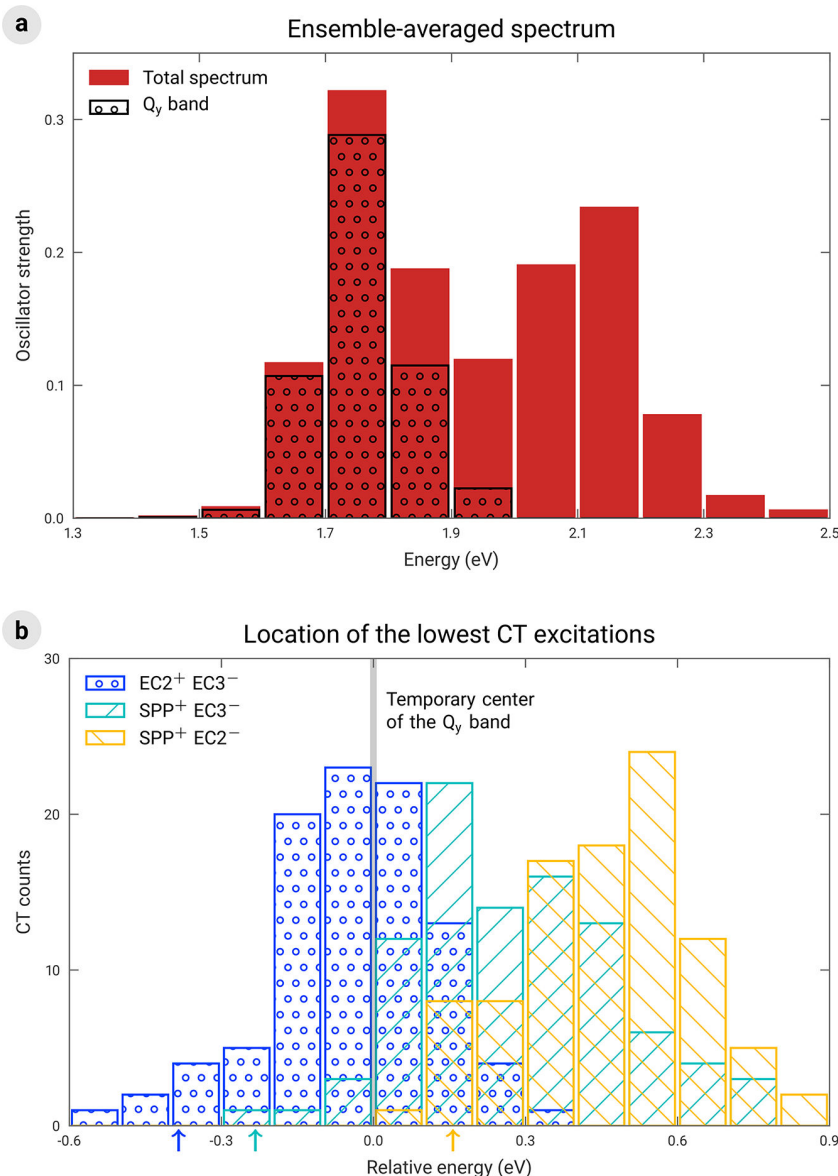 a
Ensemble-averaged spectrum
Total spectrum
Qy band
0.3
0.2
0.1
0.0
Oscillator strength
1.3 1.5 1.7 1.9 2.1 2.3 2.5
Energy (eV)
b
Location of the lowest CT excitations
30
20
10
0
CT counts
EC2+ EC3−
SPP+ EC3−
SPP+ EC2−
Temporary center
of the Qy band
-0.6 -0.3 0.0 0.3 0.6 0.9
Relative energy (eV)